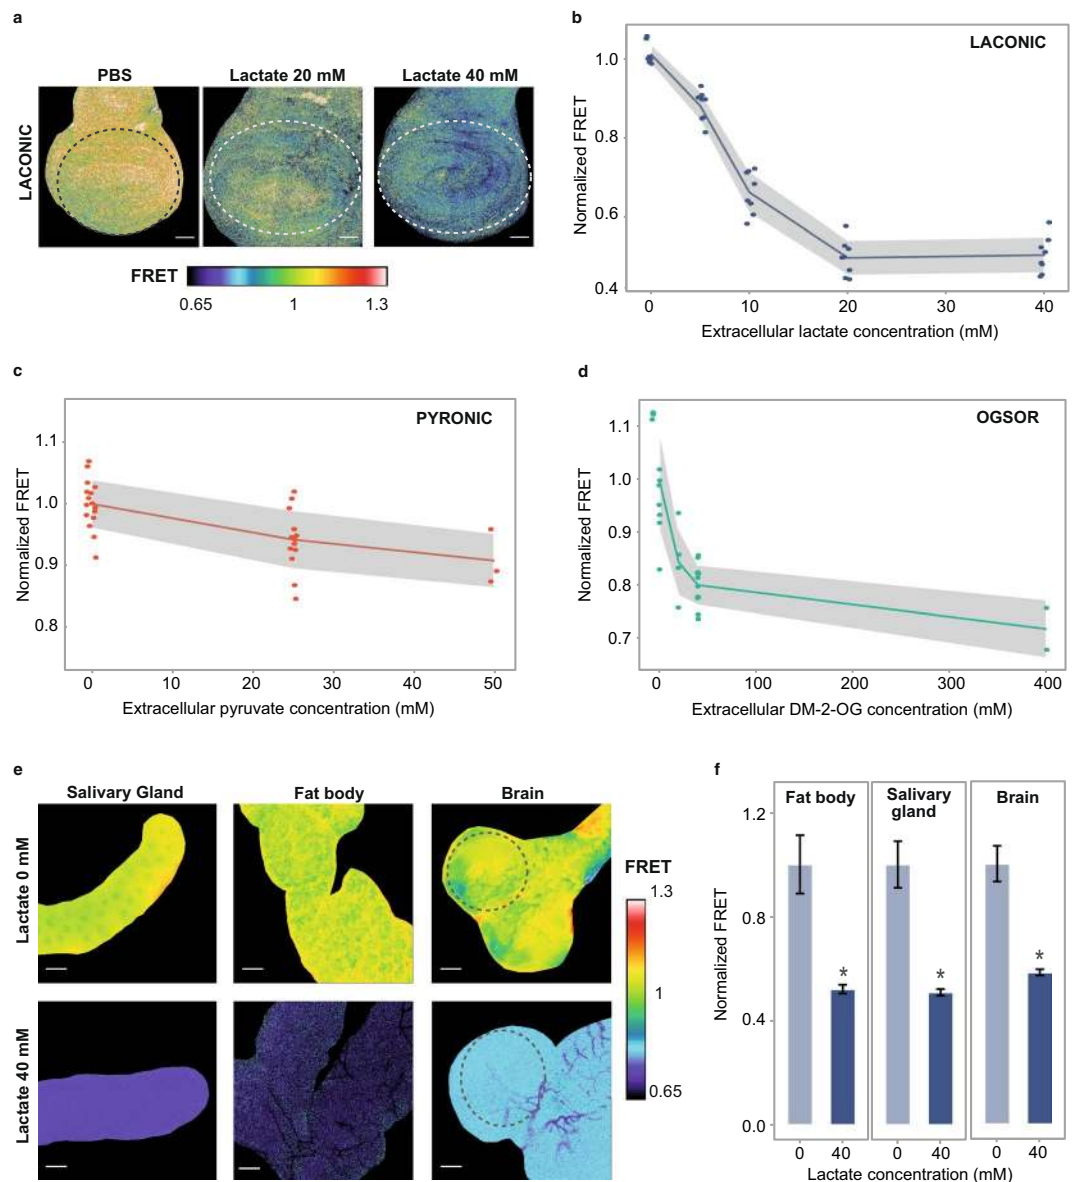 a
PBS
Lactate 20 mM
Lactate 40 mM
LACONIC
FRET
0.65
1
1.3
b
LACONIC
Normalized FRET
1.0
0.8
0.6
0.4
0
10
20
30
40
Extracellular lactate concentration (mM)
c
PYRONIC
Normalized FRET
1.1
1.0
0.9
0.8
0
10
20
30
40
50
Extracellular pyruvate concentration (mM)
d
OGSOR
Normalized FRET
1.1
1.0
0.9
0.8
0.7
0
100
200
300
400
Extracellular DM-2-OG concentration (mM)
e
Salivary Gland
Fat body
Brain
Lactate 0 mM
Lactate 40 mM
FRET
1.3
1
0.65
f
Fat body
Salivary
gland
Brain
Normalized FRET
1.2
0.8
0.4
0.0
*
*
*
0
40
0
40
0
40
Lactate concentration (mM)